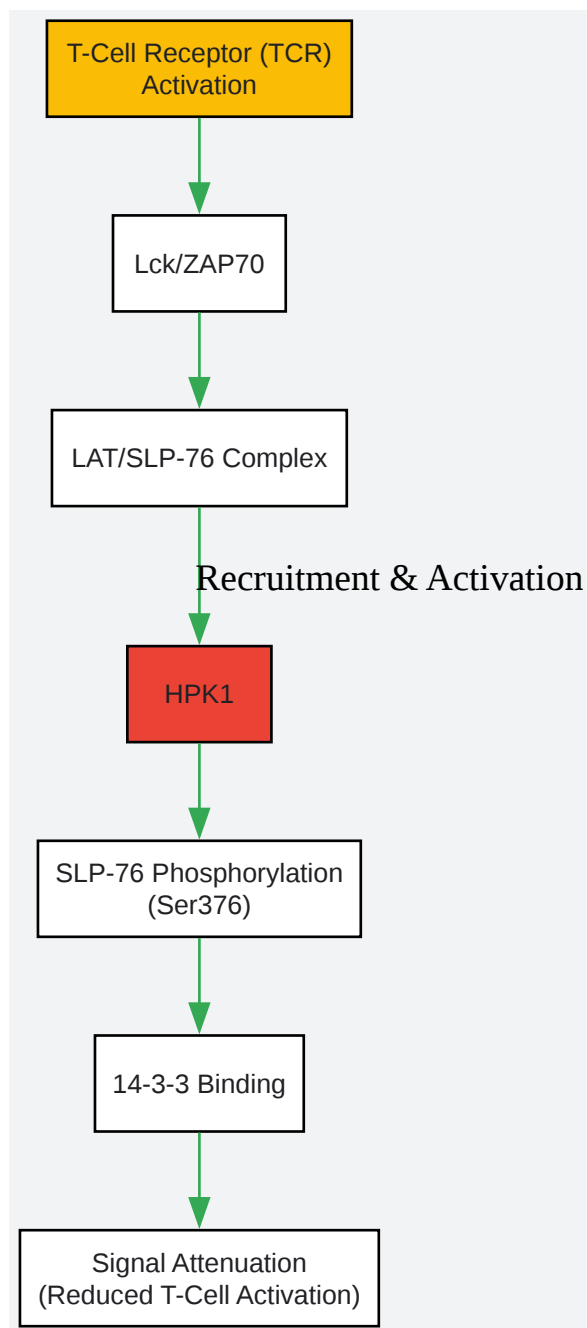 T-Cell Receptor (TCR)
Activation
Lck/ZAP70
LAT/SLP-76 Complex
Recruitment & Activation
HPK1
SLP-76 Phosphorylation
(Ser376)
14-3-3 Binding
Signal Attenuation
(Reduced T-Cell Activation)